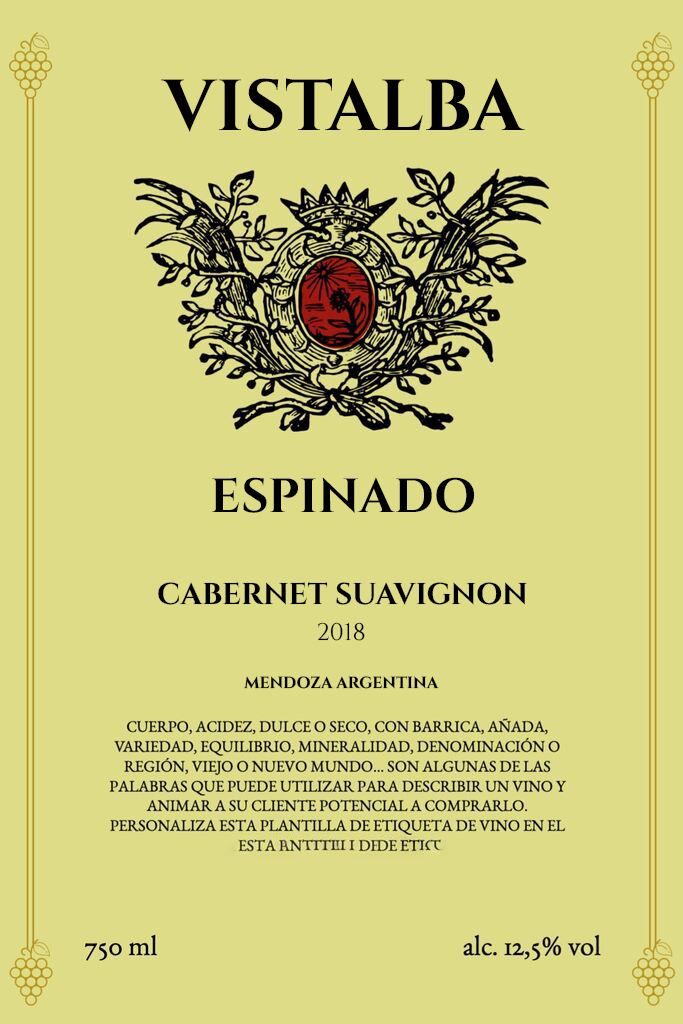 VISTALBA
ESPINADO
CABERNET SUAVIGNON
2018
MENDOZA ARGENTINA
CUERPO, ACIDEZ, DULCE O SECO, CON BARRICA, AÑADA,
VARIEDAD, EQUILIBRIO, MINERALIDAD, DENOMINACIÓN O
REGIÓN, VIEJO O NUEVO MUNDO... SON ALGUNAS DE LAS
PALABRAS QUE PUEDE UTILIZAR PARA DESCRIBIR UN VINO Y
ANIMAR A SU CLIENTE POTENCIAL A COMPRARLO.
PERSONALIZA ESTA PLANTILLA DE ETIQUETA DE VINO EN EL
ESTA
750 ml
alc. 12,5% vol